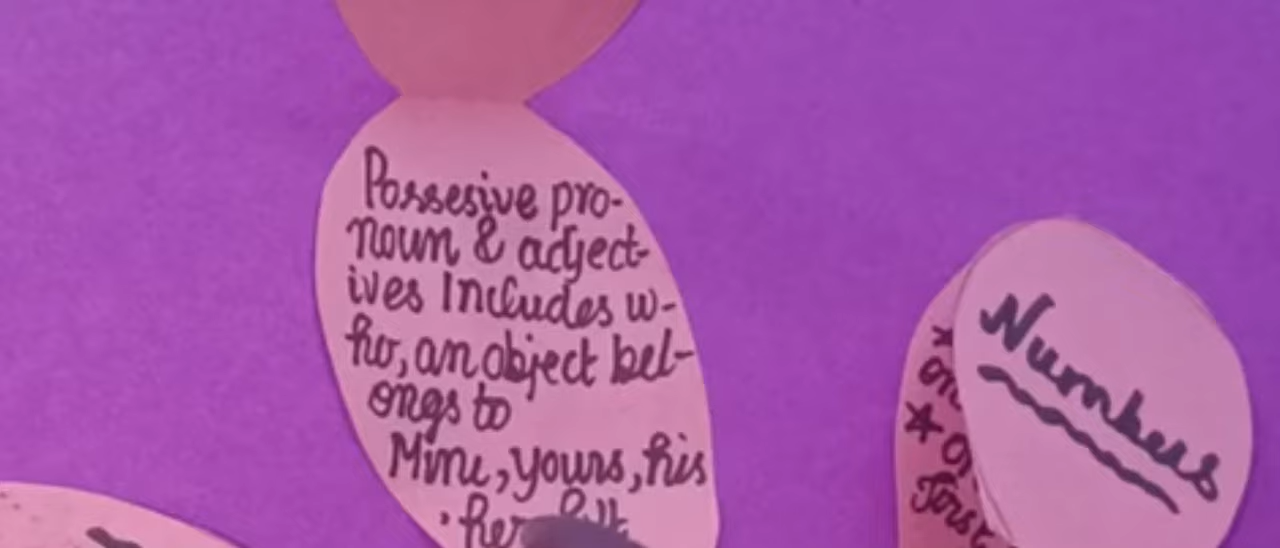 Possesive pro-
noun & adject-
ives Includes w-
ho, an object bel-
ongs to
Mine, yours, his
Numbers